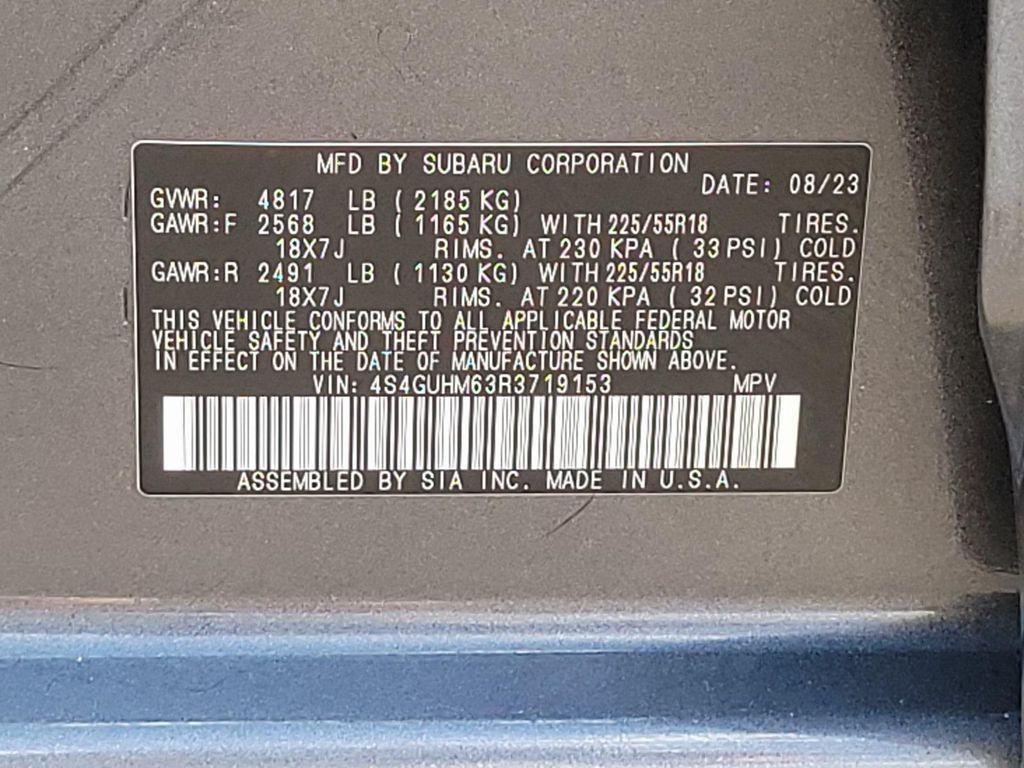 MFD BY SUBARU CORPORATION
DATE: 08/23
GVWR: 4817 LB ( 2185 KG)
GAWR:F 2568 LB ( 1165 KG) WITH 225/55R18 TIRES.
18X7J RIMS. AT 230 KPA ( 33 PSI) COLD
GAWR:R 2491 LB ( 1130 KG) WITH 225/55R18 TIRES.
18X7J RIMS. AT 220 KPA ( 32 PSI) COLD
THIS VEHICLE CONFORMS TO ALL APPLICABLE FEDERAL MOTOR
VEHICLE SAFETY AND THEFT PREVENTION STANDARDS
IN EFFECT ON THE DATE OF MANUFACTURE SHOWN ABOVE.
VIN: 4S4GUHM63R3719153 MPV
ASSEMBLED BY SIA INC. MADE IN U.S.A.